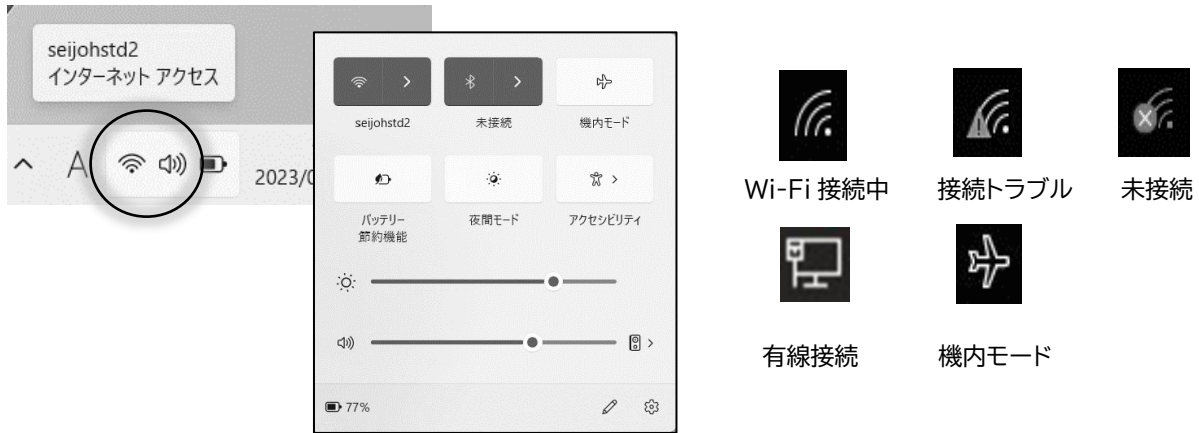 seijohstd2
インターネット アクセス
A
2023/0
seijohstd2
未接続
機内モード
バッテリー
節約機能
夜間モード
アクセシビリティ
77%
Wi-Fi 接続中
接続トラブル
未接続
有線接続
機内モード